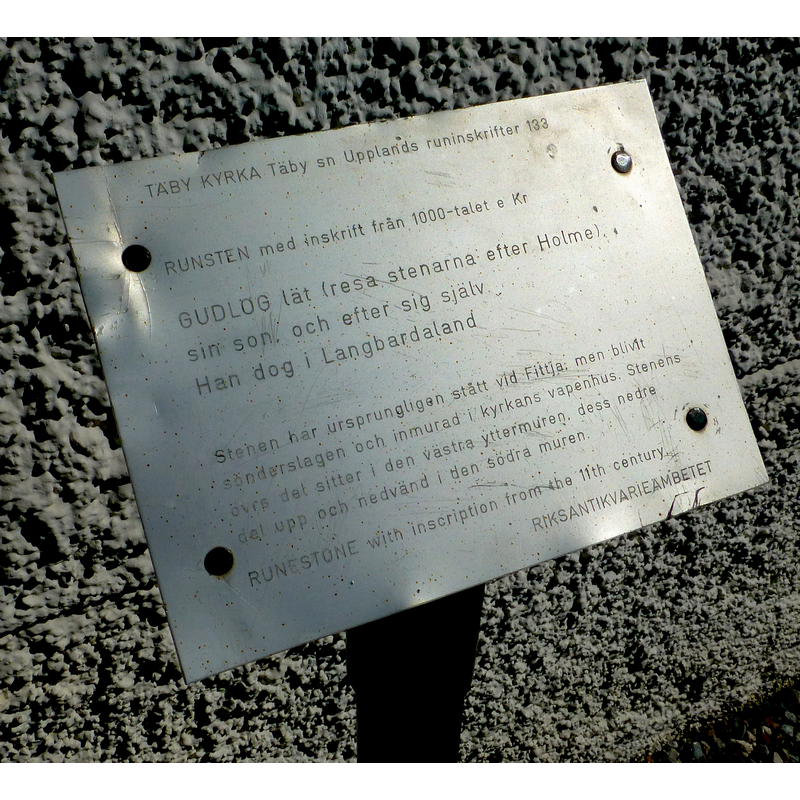 TÄBY KYRKA Täby sn Upplands runinskrifter 133
RUNSTEN med inskrift från 1000-talet e Kr
GUDLÖG lät (resa stenarna efter Holme),
sin son, och efter sig själv.
Han dog i Langbardaland
Stenen har ursprungligen stått vid Fittja; men blivit
sönderslagen och inmurad i kyrkans vapenhus. Stenens
övre del sitter i den västra yttermuren, dess nedre
del upp och nedvänd i den södra muren.
RUNESTONE with inscription from the 11th century.
RIKSANTIKVARIEÄMBETET